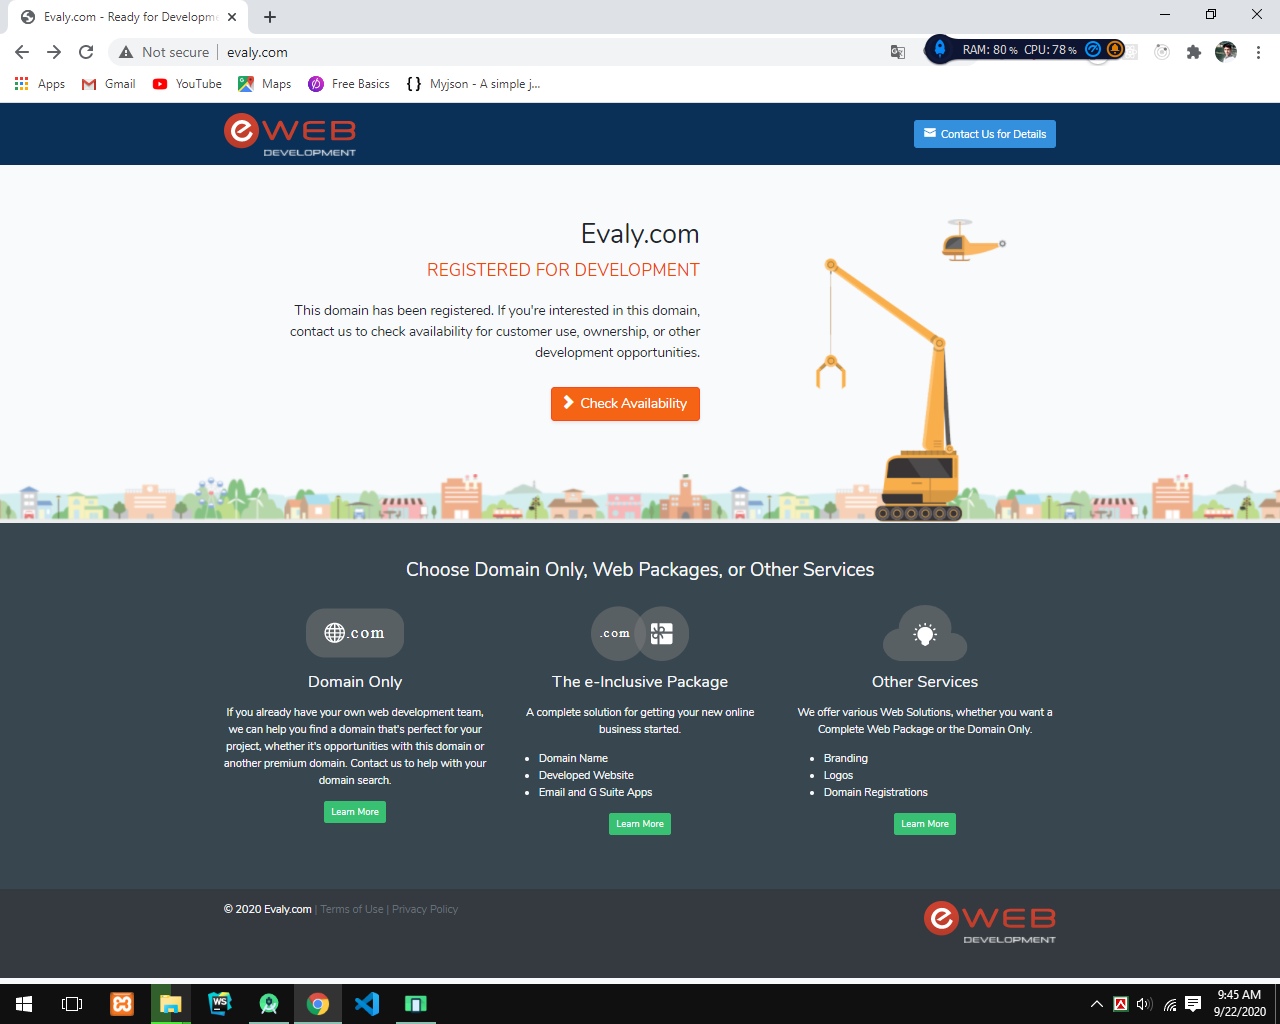 Evaly.com - Ready for Developm
Not secure
evaly.com
RAM: 80 % CPU: 78 %
Apps
Gmail
YouTube
Maps
Free Basics
Myjson - A simple j...
e WEB
DEVELOPMENT
Contact Us for Details
Evaly.com
REGISTERED FOR DEVELOPMENT
This domain has been registered. If you're interested in this domain,
contact us to check availability for customer use, ownership, or other
development opportunities.
Check Availability
Choose Domain Only, Web Packages, or Other Services
.com
Domain Only
If you already have your own web development team,
we can help you find a domain that's perfect for your
project, whether it's opportunities with this domain or
another premium domain. Contact us to help with your
domain search.
Learn More
.com
The e-Inclusive Package
A complete solution for getting your new online
business started.
Domain Name
Developed Website
Email and G Suite Apps
Learn More
Other Services
We offer various Web Solutions, whether you want a
Complete Web Package or the Domain Only.
Branding
Logos
Domain Registrations
Learn More
© 2020 Evaly.com | Terms of Use | Privacy Policy
e WEB
DEVELOPMENT
WS
9:45 AM
9/22/2020